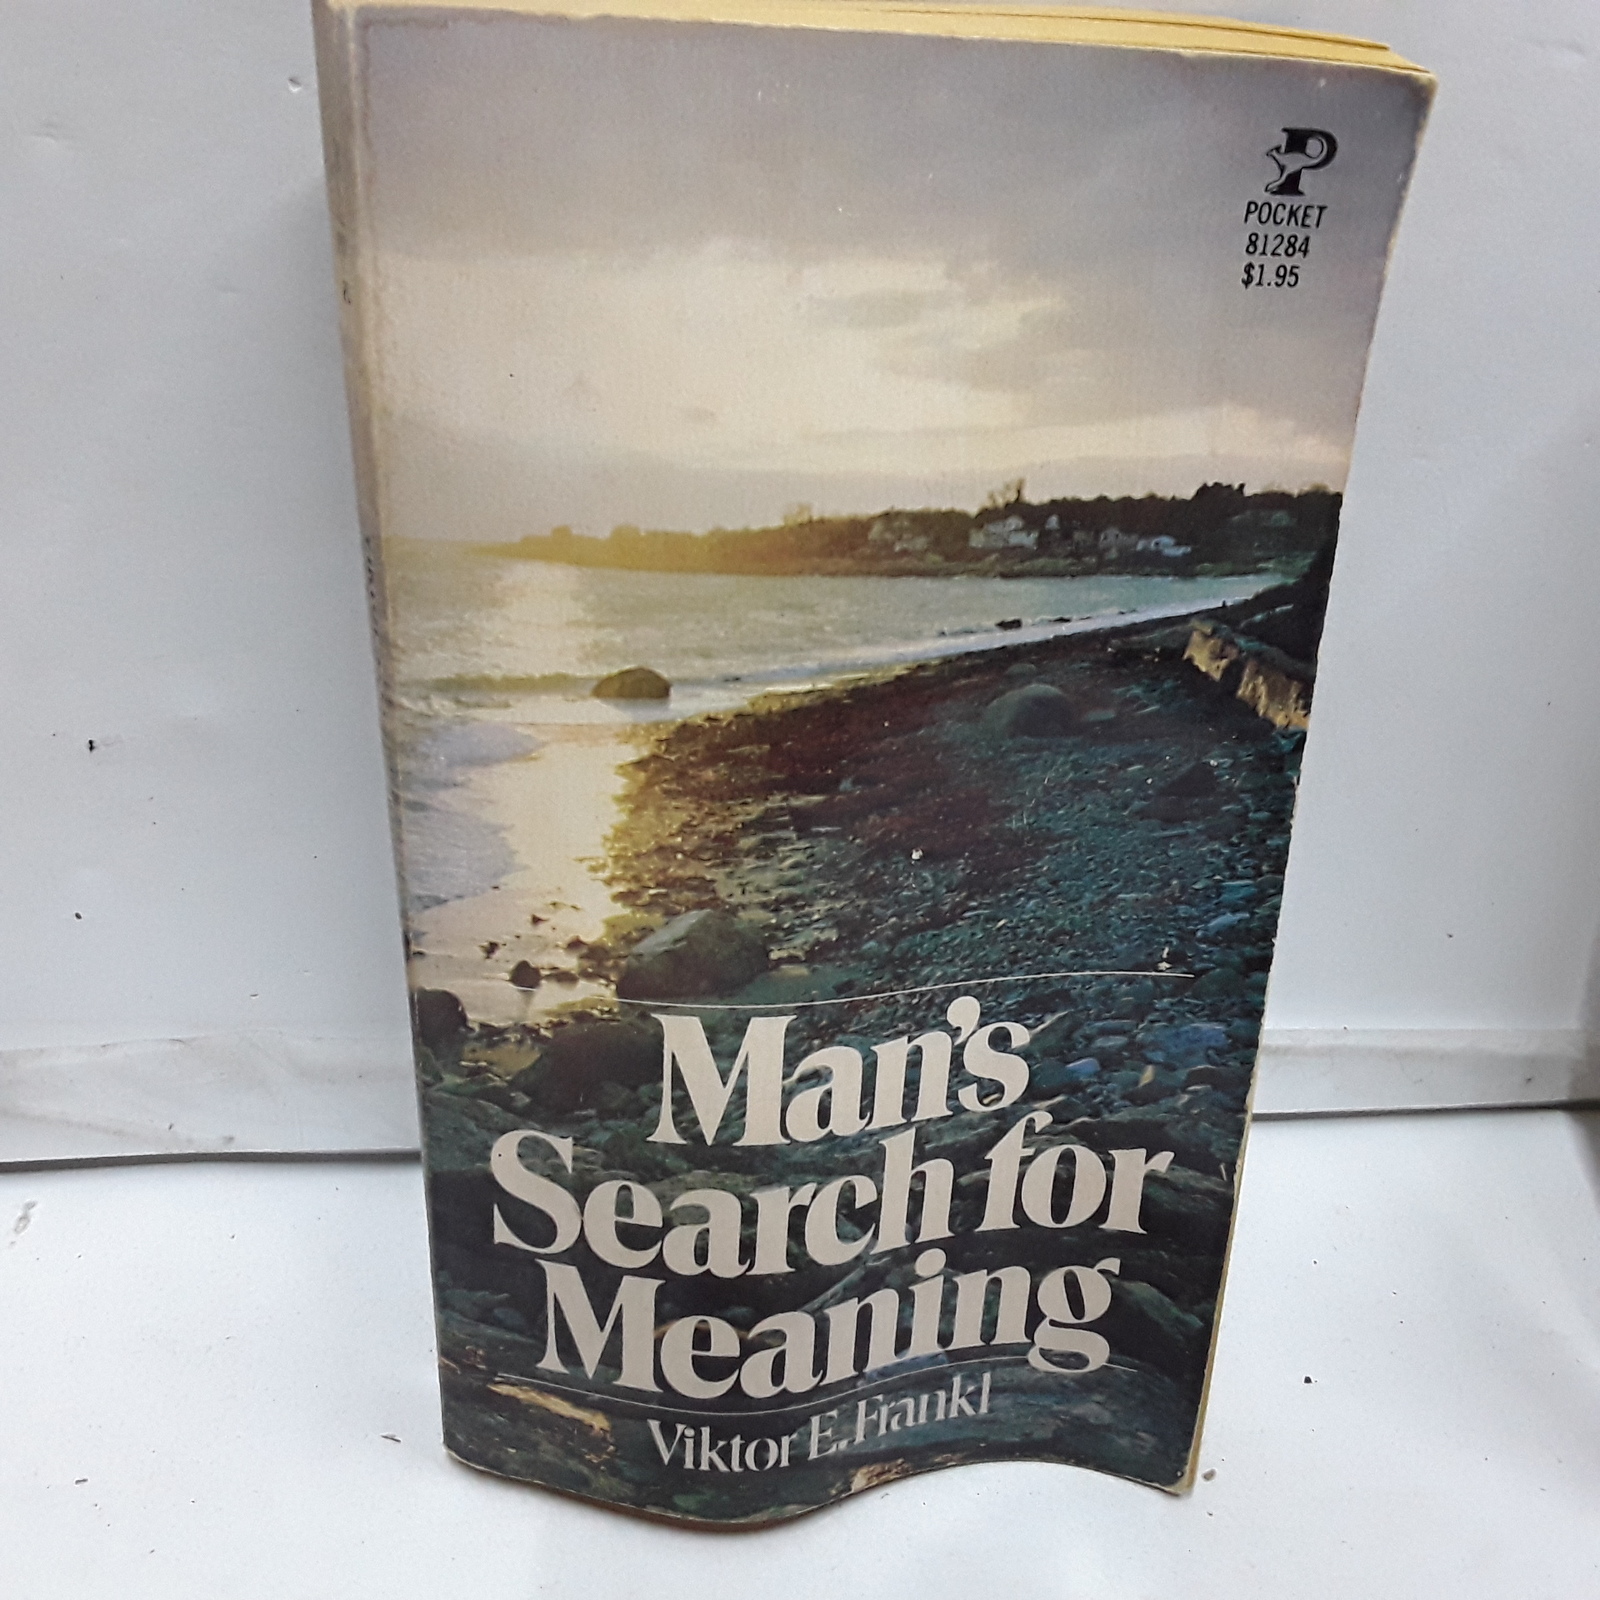 P
POCKET
81284
$1.95
Man's
Search for
Meaning
Viktor E. Frankl